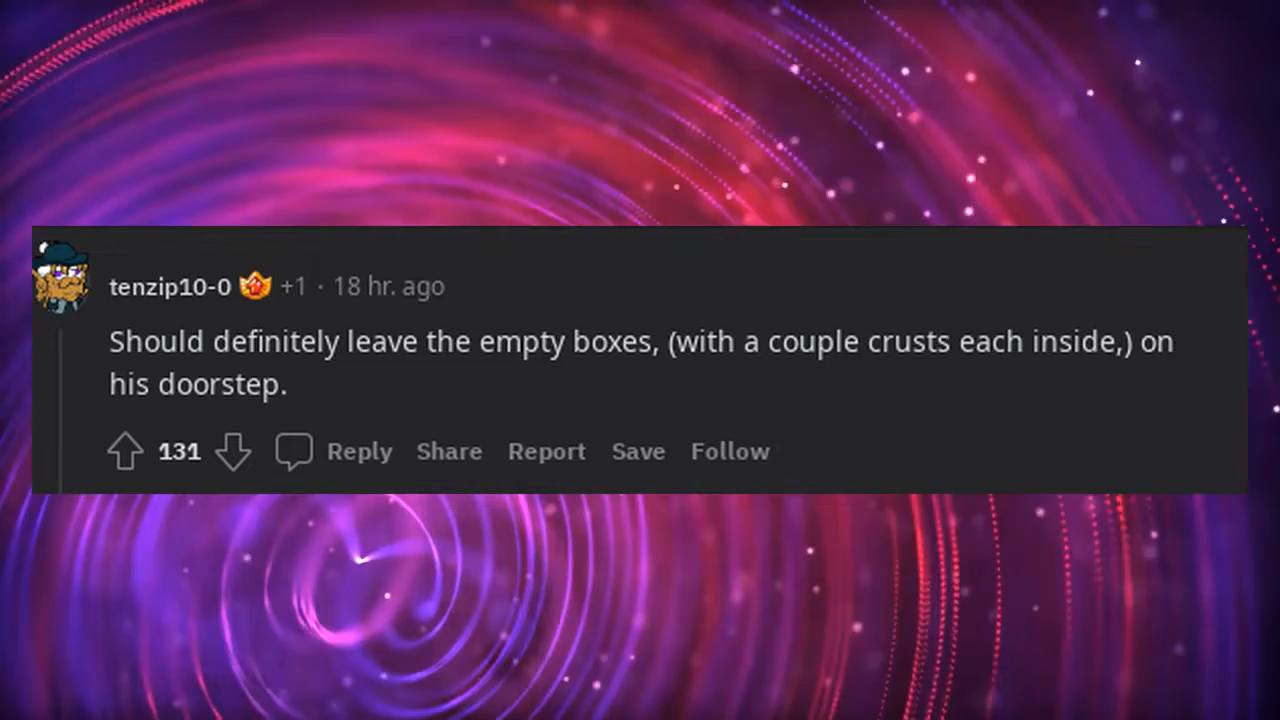 tenzip10-0 +1 · 18 hr. ago
Should definitely leave the empty boxes, (with a couple crusts each inside,) on
his doorstep.
131 Reply Share Report Save Follow